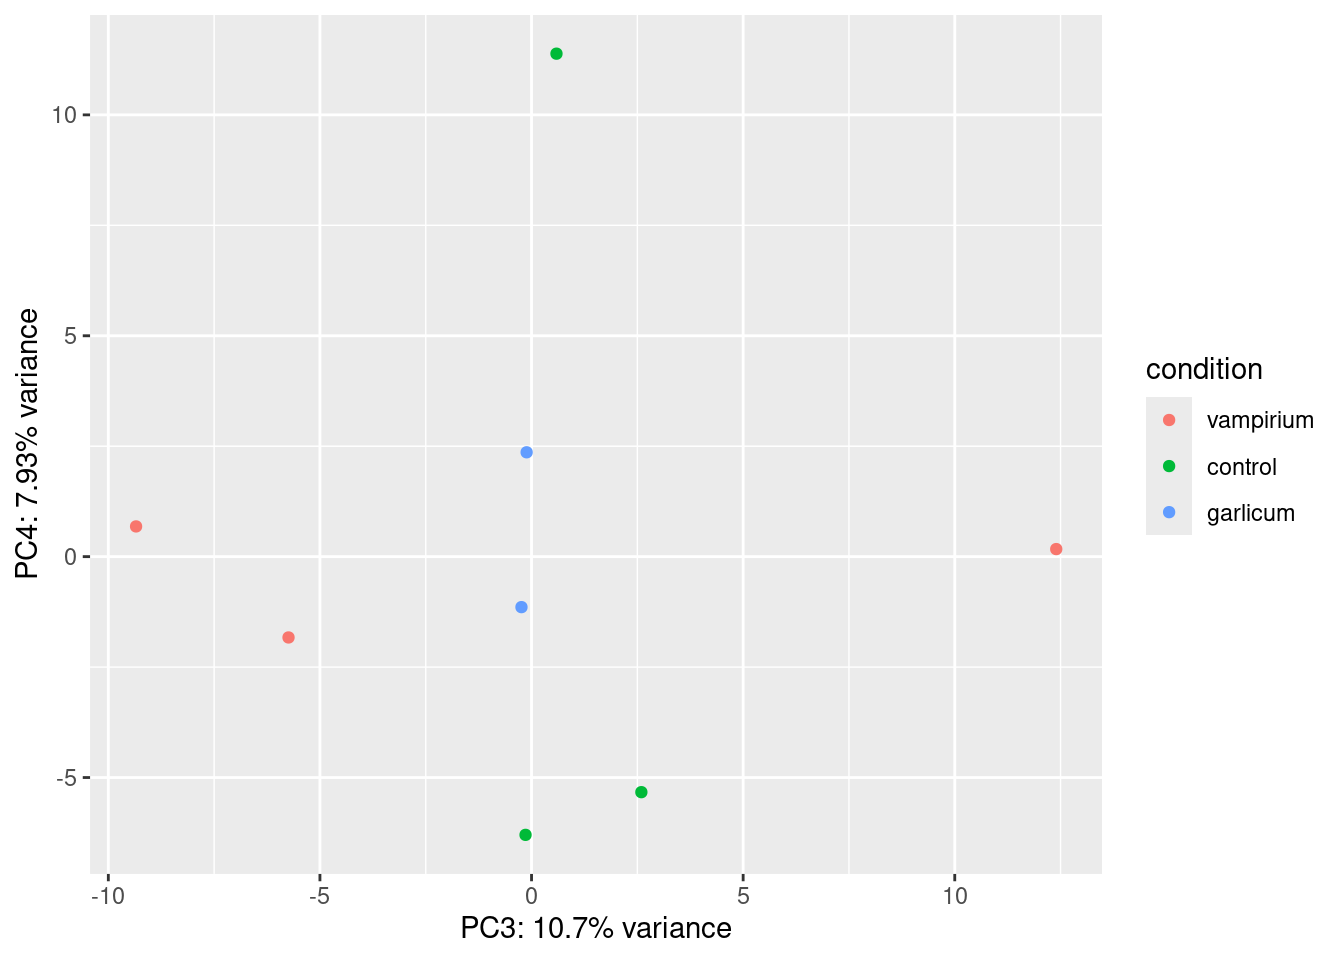 10
5
0
-5
-10
-5
0
5
10
PC3: 10.7% variance
PC4: 7.93% variance
condition
vampirium
control
garlicum